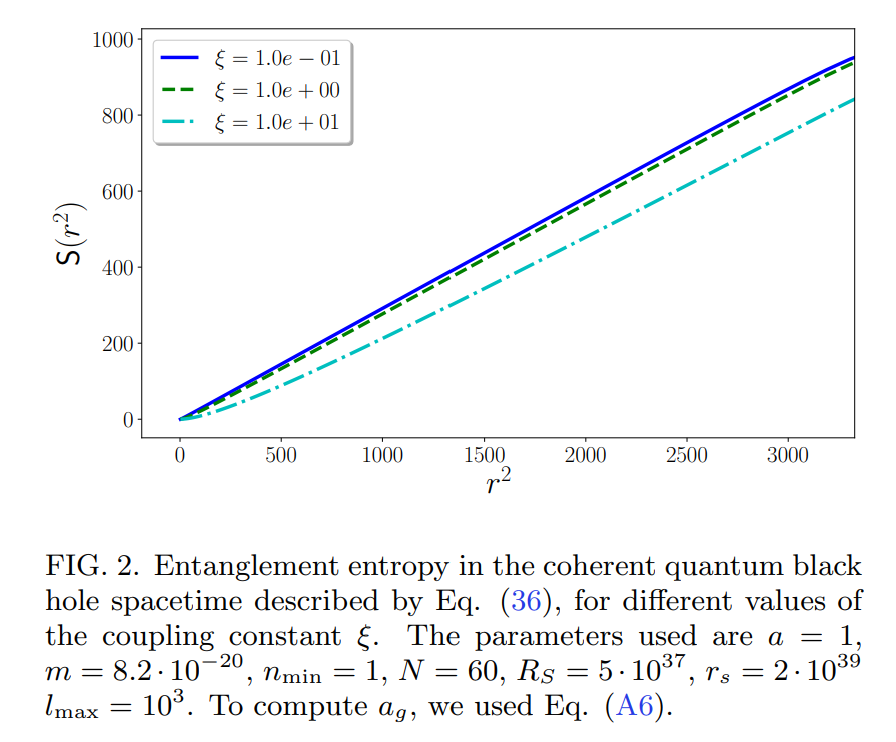 1000
800
600
400
200
0
S(r²)
ξ = 1.0e − 01
ξ = 1.0e + 00
ξ = 1.0e + 01
0 500 1000 1500 2000 2500 3000
r²
FIG. 2. Entanglement entropy in the coherent quantum black
hole spacetime described by Eq. (36), for different values of
the coupling constant ξ. The parameters used are a = 1,
m = 8.2 · 10⁻²⁰, n_min = 1, N = 60, R_S = 5 · 10³⁷, r_s = 2 · 10³⁹
l_max = 10³. To compute a_g, we used Eq. (A6).